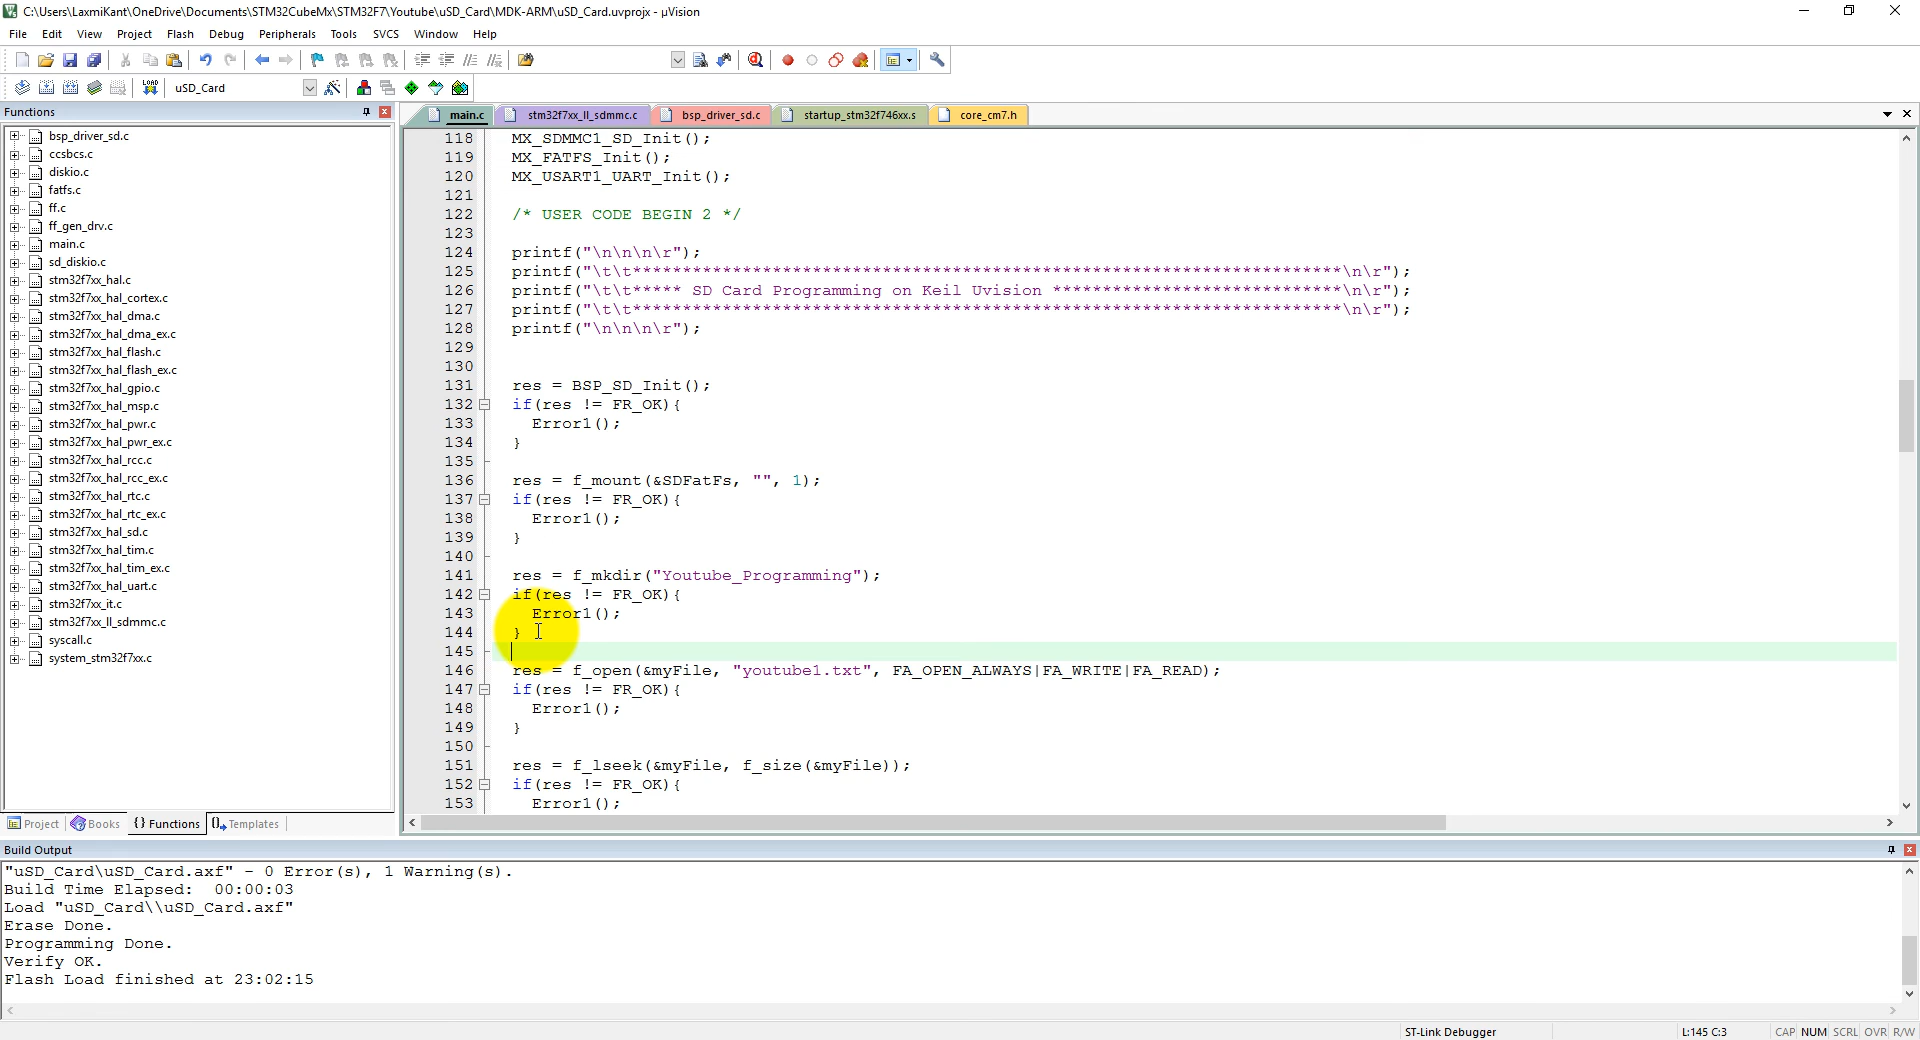 C:\Users\LaxmiKant\OneDrive\Documents\STM32CubeMx\STM32F7\Youtube\uSD_Card\MDK-ARM\uSD_Card.uvprojx - µVision
File Edit View Project Flash Debug Peripherals Tools SVCS Window Help
LOAD uSD_Card
Functions
bsp_driver_sd.c
ccsbcs.c
diskio.c
fatfs.c
ff.c
ff_gen_drv.c
main.c
sd_diskio.c
stm32f7xx_hal.c
stm32f7xx_hal_cortex.c
stm32f7xx_hal_dma.c
stm32f7xx_hal_dma_ex.c
stm32f7xx_hal_flash.c
stm32f7xx_hal_flash_ex.c
stm32f7xx_hal_gpio.c
stm32f7xx_hal_msp.c
stm32f7xx_hal_pwr.c
stm32f7xx_hal_pwr_ex.c
stm32f7xx_hal_rcc.c
stm32f7xx_hal_rcc_ex.c
stm32f7xx_hal_rtc.c
stm32f7xx_hal_rtc_ex.c
stm32f7xx_hal_sd.c
stm32f7xx_hal_tim.c
stm32f7xx_hal_tim_ex.c
stm32f7xx_hal_uart.c
stm32f7xx_it.c
stm32f7xx_ll_sdmmc.c
syscall.c
system_stm32f7xx.c
Project Books {} Functions Templates
main.c stm32f7xx_ll_sdmmc.c bsp_driver_sd.c startup_stm32f746xx.s core_cm7.h
118 MX_SDMMC1_SD_Init();
119 MX_FATFS_Init();
120 MX_USART1_UART_Init();
121
122 /* USER CODE BEGIN 2 */
123
124 printf("\n\n\n\r");
125 printf("\t\t***********************************************************************\n\r");
126 printf("\t\t***** SD Card Programming on Keil Uvision *****************************\n\r");
127 printf("\t\t***********************************************************************\n\r");
128 printf("\n\n\n\r");
129
130
131 res = BSP_SD_Init();
132 if(res != FR_OK){
133 Error1();
134 }
135
136 res = f_mount(&SDFatFs, "", 1);
137 if(res != FR_OK){
138 Error1();
139 }
140
141 res = f_mkdir("Youtube_Programming");
142 if(res != FR_OK){
143 Error1();
144 }
145
146 res = f_open(&myFile, "youtube1.txt", FA_OPEN_ALWAYS|FA_WRITE|FA_READ);
147 if(res != FR_OK){
148 Error1();
149 }
150
151 res = f_lseek(&myFile, f_size(&myFile));
152 if(res != FR_OK){
153 Error1();
Build Output
"uSD_Card\uSD_Card.axf" - 0 Error(s), 1 Warning(s).
Build Time Elapsed: 00:00:03
Load "uSD_Card\\uSD_Card.axf"
Erase Done.
Programming Done.
Verify OK.
Flash Load finished at 23:02:15
ST-Link Debugger L:145 C:3 CAP NUM SCRL OVR R/W